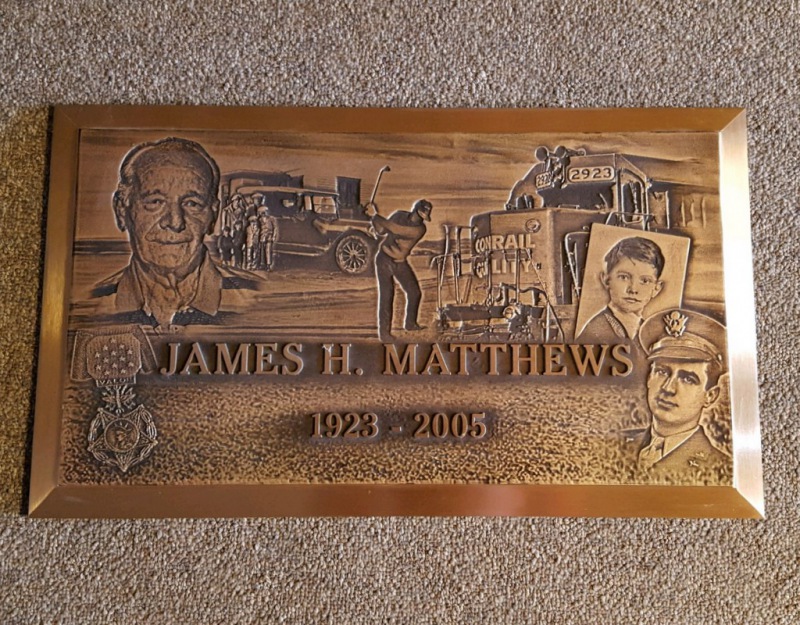 2923
CONRAIL
QUALITY
JAMES H. MATTHEWS
1923 - 2005